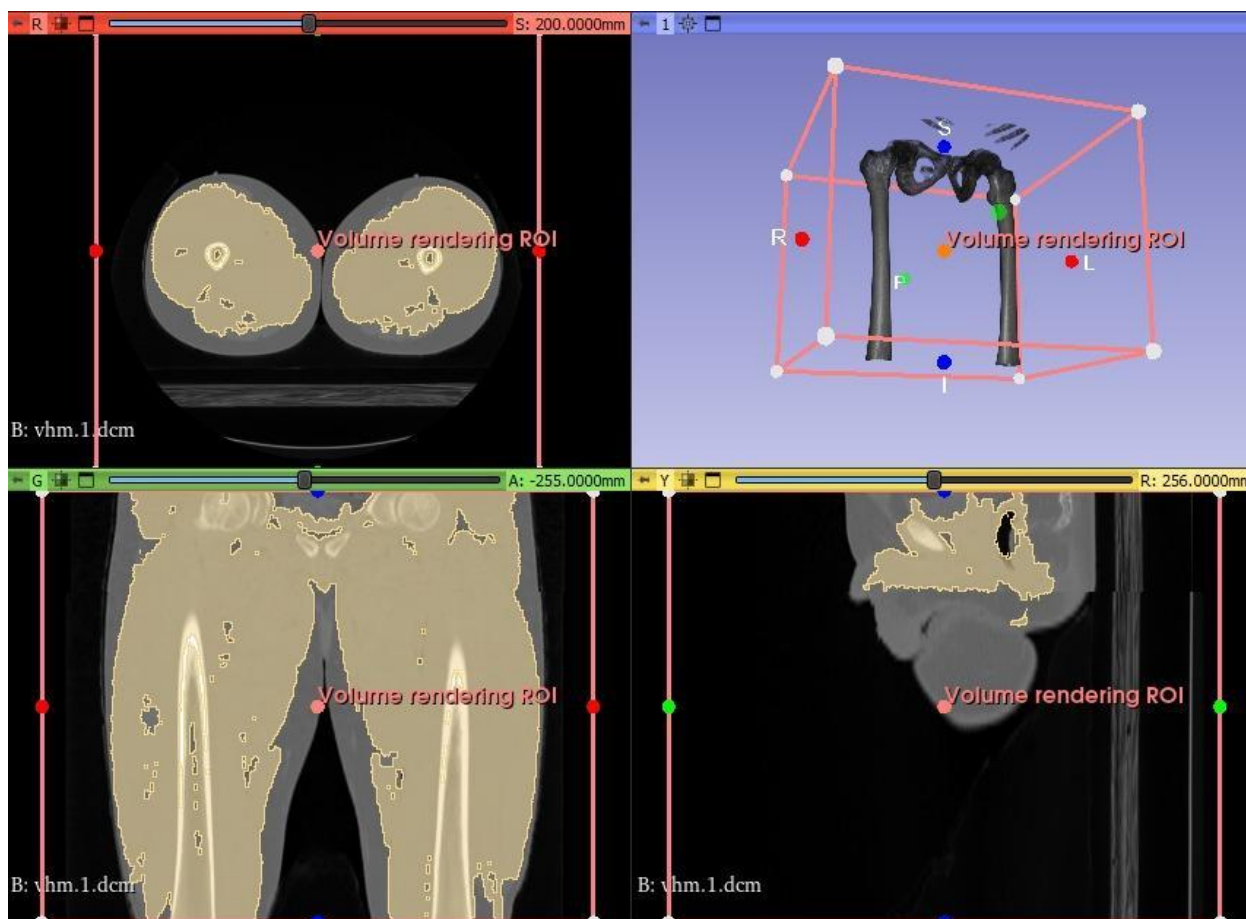 R
S: 200.0000mm
Volume rendering ROI
B: vhm.1.dcm
1
S
R
Volume rendering ROI
L
P
I
G
A: -255.0000mm
Volume rendering ROI
B: vhm.1.dcm
Y
R: 256.0000mm
Volume rendering ROI
B: vhm.1.dcm